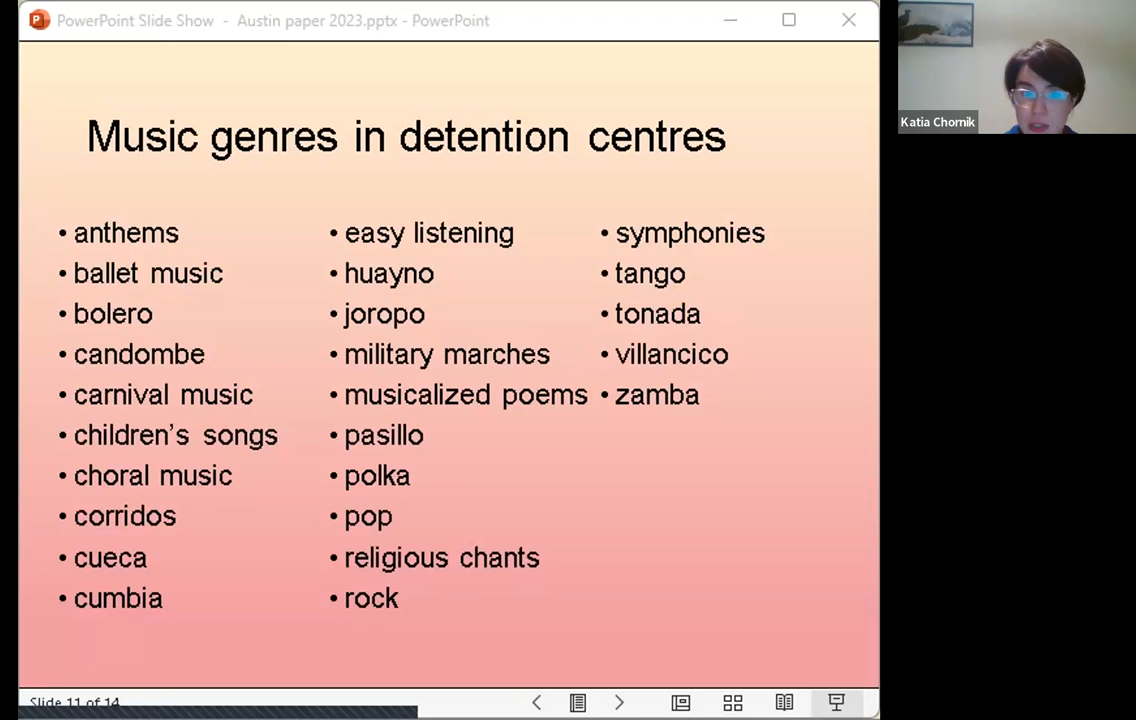 PowerPoint Slide Show - Austin paper 2023.pptx - PowerPoint
Katia Chornik
Music genres in detention centres
• anthems
• ballet music
• bolero
• candombe
• carnival music
• children's songs
• choral music
• corridos
• cueca
• cumbia
• easy listening
• huayno
• joropo
• military marches
• musicalized poems
• pasillo
• polka
• pop
• religious chants
• rock
• symphonies
• tango
• tonada
• villancico
• zamba
Slide 11 of 14